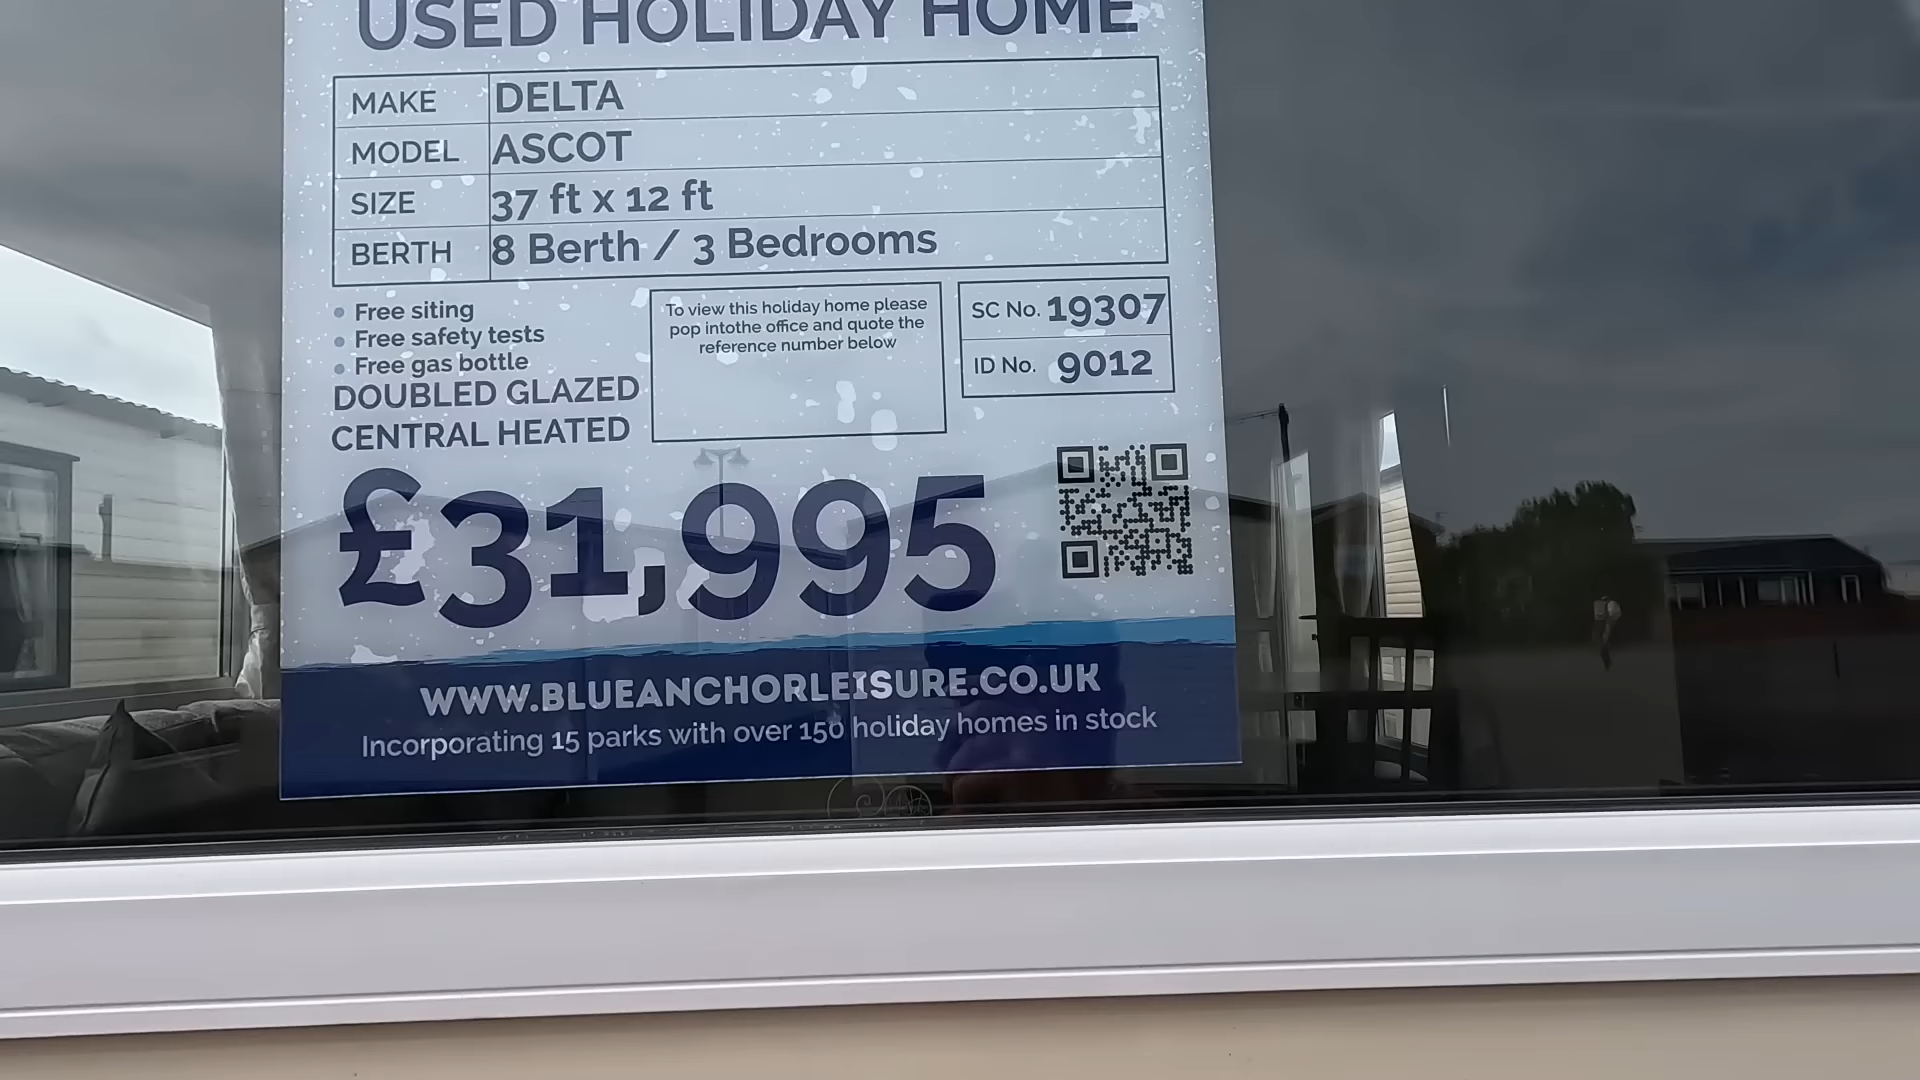 USED HOLIDAY HOME
MAKE DELTA
MODEL ASCOT
SIZE 37 ft x 12 ft
BERTH 8 Berth / 3 Bedrooms
• Free siting
• Free safety tests
• Free gas bottle
DOUBLED GLAZED
CENTRAL HEATED
To view this holiday home please
pop intothe office and quote the
reference number below
SC No. 19307
ID No. 9012
£31,995
WWW.BLUEANCHORLEISURE.CO.UK
Incorporating 15 parks with over 150 holiday homes in stock